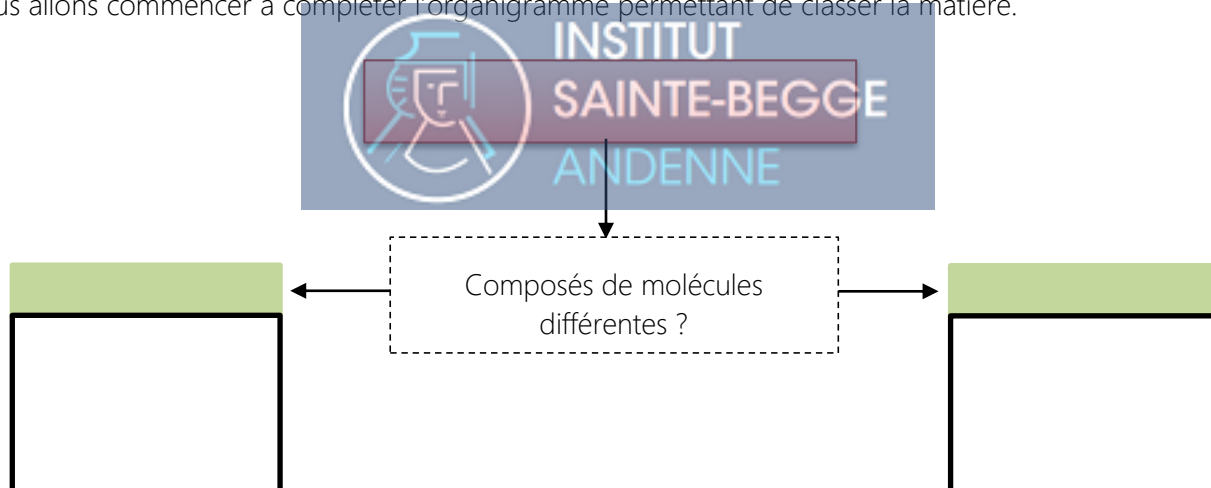 us allons commencer à compléter l'organigramme permettant de classer la matière.
INSTITUT
SAINTE-BEGGE
ANDENNE
Composés de molécules
différentes ?